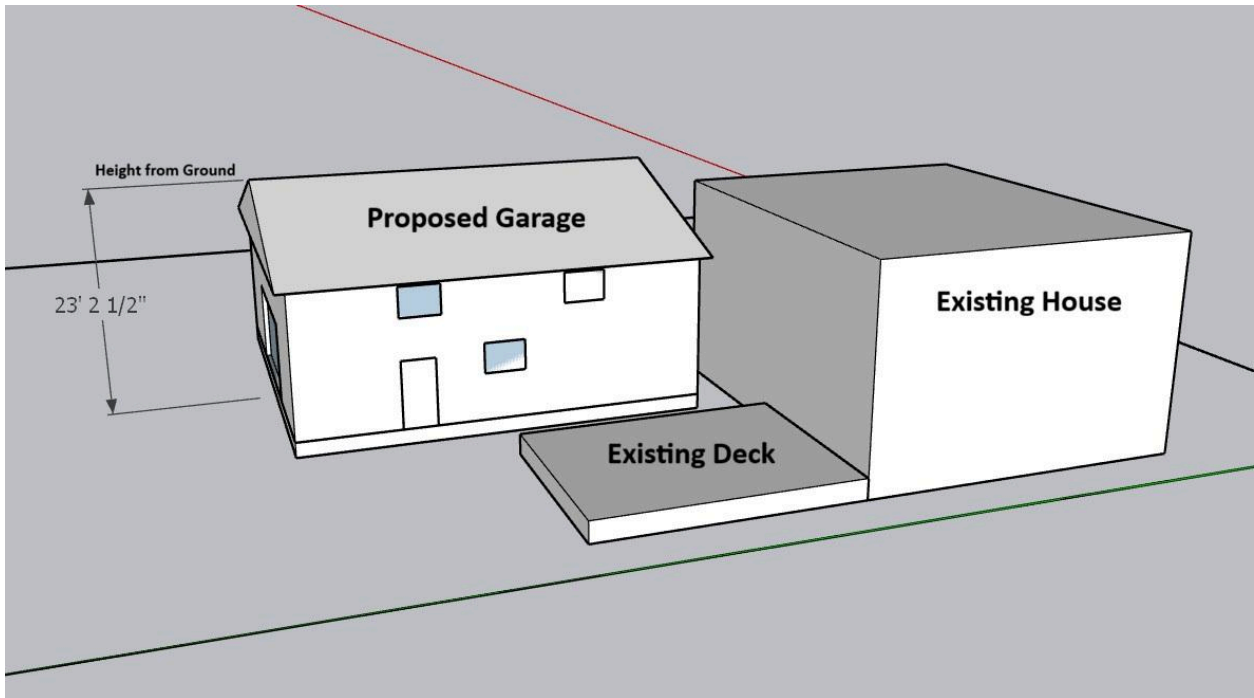 Height from Ground
Proposed Garage
23' 2 1/2"
Existing House
Existing Deck